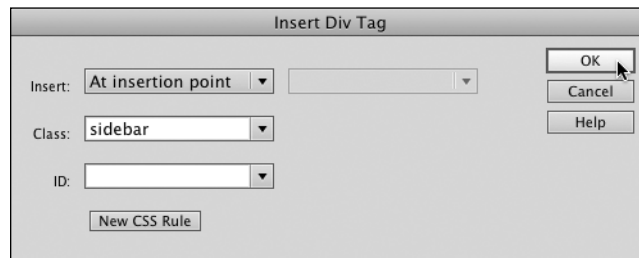 Insert Div Tag
Insert: At insertion point
Class: sidebar
ID:
New CSS Rule
OK
Cancel
Help